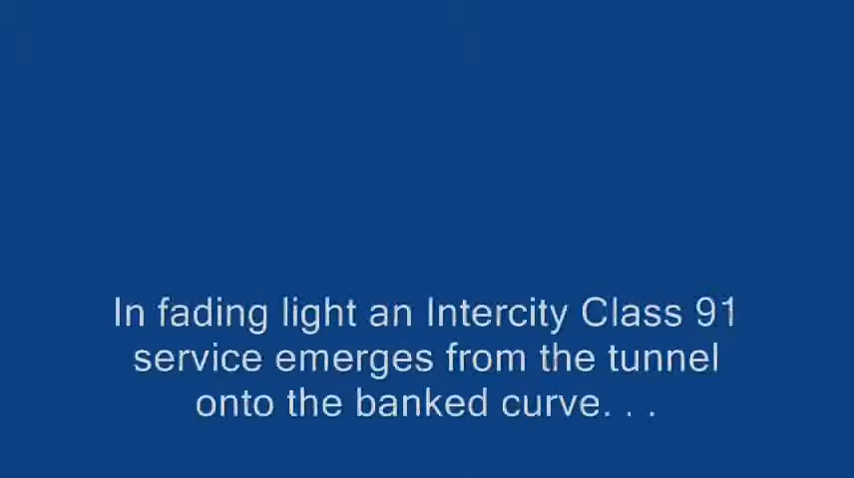 In fading light an Intercity Class 91
service emerges from the tunnel
onto the banked curve. . .